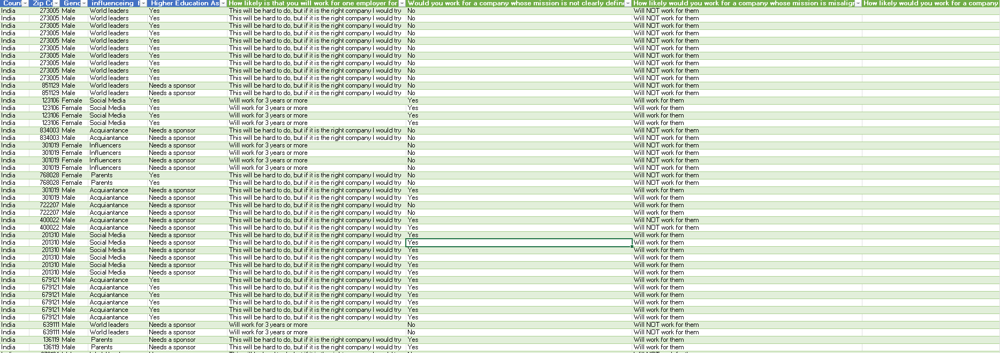 Count Zip Co Gend influenceing f Higher Education As How likely is that you will work for one employer for Would you work for a company whose mission is not clearly define How likely would you work for a company whose mission is misalign How likely would you work for a company
India 273005 Male World leaders Yes This will be hard to do, but if it is the right company I would try No Will NOT work for them
India 273005 Male World leaders Yes This will be hard to do, but if it is the right company I would try No Will NOT work for them
India 273005 Male World leaders Yes This will be hard to do, but if it is the right company I would try No Will NOT work for them
India 273005 Male World leaders Yes This will be hard to do, but if it is the right company I would try No Will NOT work for them
India 273005 Male World leaders Yes This will be hard to do, but if it is the right company I would try No Will NOT work for them
India 273005 Male World leaders Yes This will be hard to do, but if it is the right company I would try No Will NOT work for them
India 273005 Male World leaders Yes This will be hard to do, but if it is the right company I would try No Will NOT work for them
India 273005 Male World leaders Yes This will be hard to do, but if it is the right company I would try No Will NOT work for them
India 273005 Male World leaders Yes This will be hard to do, but if it is the right company I would try No Will NOT work for them
India 273005 Male World leaders Yes This will be hard to do, but if it is the right company I would try No Will NOT work for them
India 851129 Male World leaders Needs a sponsor This will be hard to do, but if it is the right company I would try No Will NOT work for them
India 851129 Male World leaders Needs a sponsor This will be hard to do, but if it is the right company I would try No Will NOT work for them
India 123106 Female Social Media Yes Will work for 3 years or more Yes Will work for them
India 123106 Female Social Media Yes Will work for 3 years or more Yes Will work for them
India 123106 Female Social Media Yes Will work for 3 years or more Yes Will work for them
India 123106 Female Social Media Yes Will work for 3 years or more Yes Will work for them
India 834003 Male Acquiantance Needs a sponsor This will be hard to do, but if it is the right company I would try No Will NOT work for them
India 834003 Male Acquiantance Needs a sponsor This will be hard to do, but if it is the right company I would try No Will NOT work for them
India 301019 Female Influencers Needs a sponsor Will work for 3 years or more No Will NOT work for them
India 301019 Female Influencers Needs a sponsor Will work for 3 years or more No Will NOT work for them
India 301019 Female Influencers Needs a sponsor Will work for 3 years or more No Will NOT work for them
India 301019 Female Influencers Needs a sponsor Will work for 3 years or more No Will NOT work for them
India 768028 Female Parents Yes This will be hard to do, but if it is the right company I would try No Will NOT work for them
India 768028 Female Parents Yes This will be hard to do, but if it is the right company I would try No Will NOT work for them
India 301019 Male Acquiantance Needs a sponsor This will be hard to do, but if it is the right company I would try Yes Will work for them
India 301019 Male Acquiantance Needs a sponsor This will be hard to do, but if it is the right company I would try Yes Will work for them
India 722207 Male Acquiantance Needs a sponsor This will be hard to do, but if it is the right company I would try No Will work for them
India 722207 Male Acquiantance Needs a sponsor This will be hard to do, but if it is the right company I would try No Will work for them
India 400022 Male Acquiantance Needs a sponsor This will be hard to do, but if it is the right company I would try Yes Will NOT work for them
India 400022 Male Acquiantance Needs a sponsor This will be hard to do, but if it is the right company I would try Yes Will NOT work for them
India 201310 Male Social Media Needs a sponsor This will be hard to do, but if it is the right company I would try Yes Will work for them
India 201310 Male Social Media Needs a sponsor This will be hard to do, but if it is the right company I would try Yes Will work for them
India 201310 Male Social Media Needs a sponsor This will be hard to do, but if it is the right company I would try Yes Will work for them
India 201310 Male Social Media Needs a sponsor This will be hard to do, but if it is the right company I would try Yes Will work for them
India 201310 Male Social Media Needs a sponsor This will be hard to do, but if it is the right company I would try Yes Will work for them
India 201310 Male Social Media Needs a sponsor This will be hard to do, but if it is the right company I would try Yes Will work for them
India 679121 Male Acquiantance Yes This will be hard to do, but if it is the right company I would try Yes Will work for them
India 679121 Male Acquiantance Yes This will be hard to do, but if it is the right company I would try Yes Will work for them
India 679121 Male Acquiantance Yes This will be hard to do, but if it is the right company I would try Yes Will work for them
India 679121 Male Acquiantance Yes This will be hard to do, but if it is the right company I would try Yes Will work for them
India 679121 Male Acquiantance Yes This will be hard to do, but if it is the right company I would try Yes Will work for them
India 679121 Male Acquiantance Yes This will be hard to do, but if it is the right company I would try Yes Will work for them
India 639111 Male World leaders Needs a sponsor Will work for 3 years or more No Will NOT work for them
India 639111 Male World leaders Needs a sponsor Will work for 3 years or more No Will NOT work for them
India 136119 Male Parents Needs a sponsor This will be hard to do, but if it is the right company I would try Yes Will work for them
India 136119 Male Parents Needs a sponsor This will be hard to do, but if it is the right company I would try Yes Will work for them